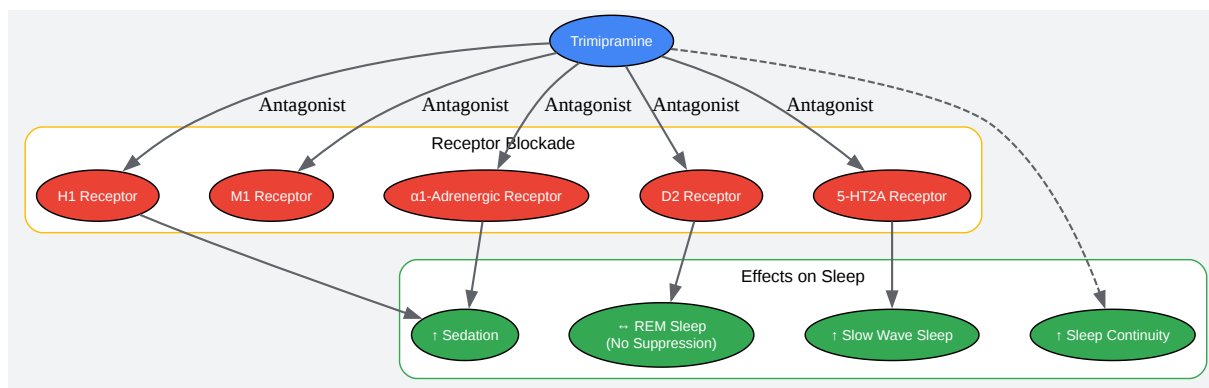 Trimipramine
Antagonist Antagonist Antagonist Antagonist Antagonist
Receptor Blockade
H1 Receptor M1 Receptor α1-Adrenergic Receptor D2 Receptor 5-HT2A Receptor
Effects on Sleep
↑ Sedation
↔ REM Sleep
(No Suppression)
↑ Slow Wave Sleep
↑ Sleep Continuity